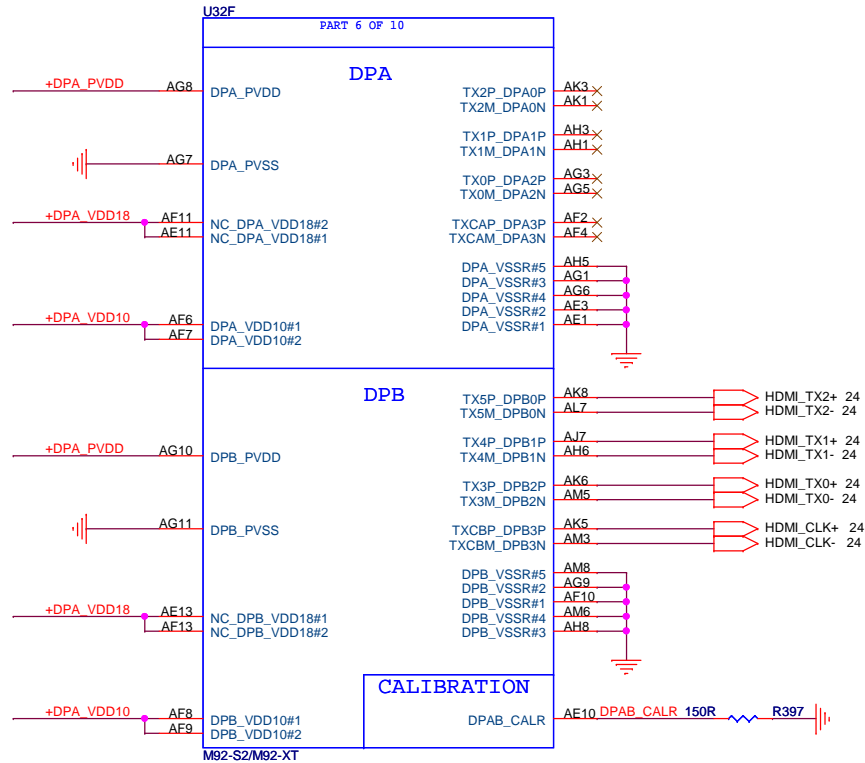 U32F
PART 6 OF 10
DPA
+DPA_PVDD AG8 DPA_PVDD TX2P_DPA0P AK3
TX2M_DPA0N AK1
TX1P_DPA1P AH3
TX1M_DPA1N AH1
AG7 DPA_PVSS
TX0P_DPA2P AG3
TX0M_DPA2N AG5
+DPA_VDD18 AF11 NC_DPA_VDD18#2 TXCAP_DPA3P AF2
AE11 NC_DPA_VDD18#1 TXCAM_DPA3N AF4
DPA_VSSR#5 AH5
DPA_VSSR#3 AG1
DPA_VSSR#4 AG6
DPA_VSSR#2 AE3
+DPA_VDD10 AF6 DPA_VDD10#1 DPA_VSSR#1 AE1
AF7 DPA_VDD10#2
DPB
TX5P_DPB0P AK8 HDMI_TX2+ 24
TX5M_DPB0N AL7 HDMI_TX2- 24
TX4P_DPB1P AJ7 HDMI_TX1+ 24
+DPA_PVDD AG10 DPB_PVDD TX4M_DPB1N AH6 HDMI_TX1- 24
TX3P_DPB2P AK6 HDMI_TX0+ 24
TX3M_DPB2N AM5 HDMI_TX0- 24
AG11 DPB_PVSS TXCBP_DPB3P AK5 HDMI_CLK+ 24
TXCBM_DPB3N AM3 HDMI_CLK- 24
DPB_VSSR#5 AM8
DPB_VSSR#2 AG9
DPB_VSSR#1 AF10
+DPA_VDD18 AE13 NC_DPB_VDD18#1 DPB_VSSR#4 AM6
AF13 NC_DPB_VDD18#2 DPB_VSSR#3 AH8
CALIBRATION
+DPA_VDD10 AF8 DPB_VDD10#1 DPAB_CALR AE10 DPAB_CALR 150R R397
AF9 DPB_VDD10#2
M92-S2/M92-XT